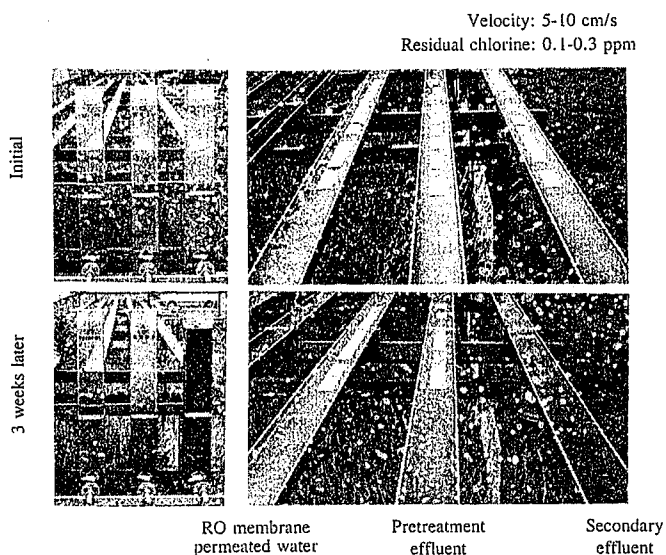 Velocity: 5-10 cm/s
Residual chlorine: 0.1-0.3 ppm
Initial
3 weeks later
RO membrane
permeated water
Pretreatment
effluent
Secondary
effluent